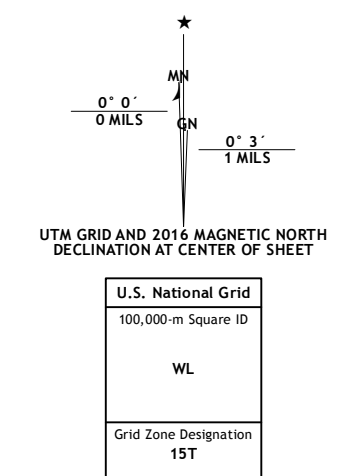 ★
MN
0° 0´
0 MILS
GN
0° 3´
1 MILS
UTM GRID AND 2016 MAGNETIC NORTH
DECLINATION AT CENTER OF SHEET
U.S. National Grid
100,000-m Square ID
WL
Grid Zone Designation
15T